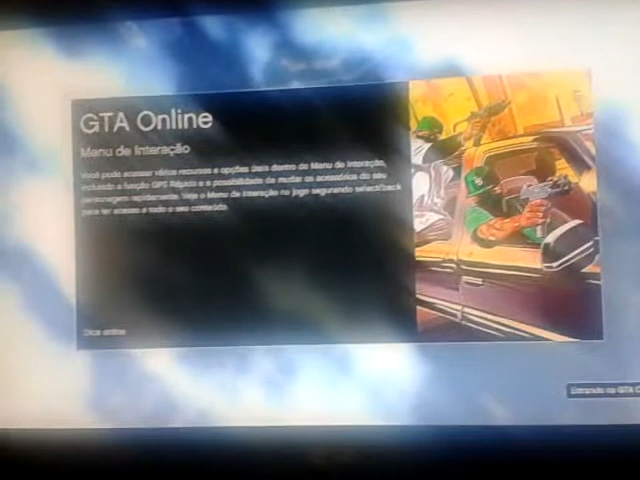 GTA Online
Menu de Interação
Você pode acessar vários recursos e opções úteis dentro do Menu de Interação,
incluindo a função GPS Rápido e a possibilidade de mudar os acessórios do seu
personagem rapidamente. Veja o Menu de Interação no jogo segurando select/back
para ter acesso a todo o seu conteúdo.
Dica online
Entrando no GTA O